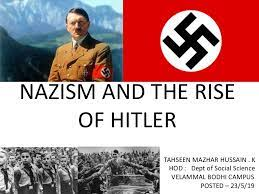 NAZISM AND THE RISE
OF HITLER
TAHSEEN MAZHAR HUSSAIN . K
HOD : Dept of Social Science
VELAMMAL BODHI CAMPUS
POSTED – 23/5/19